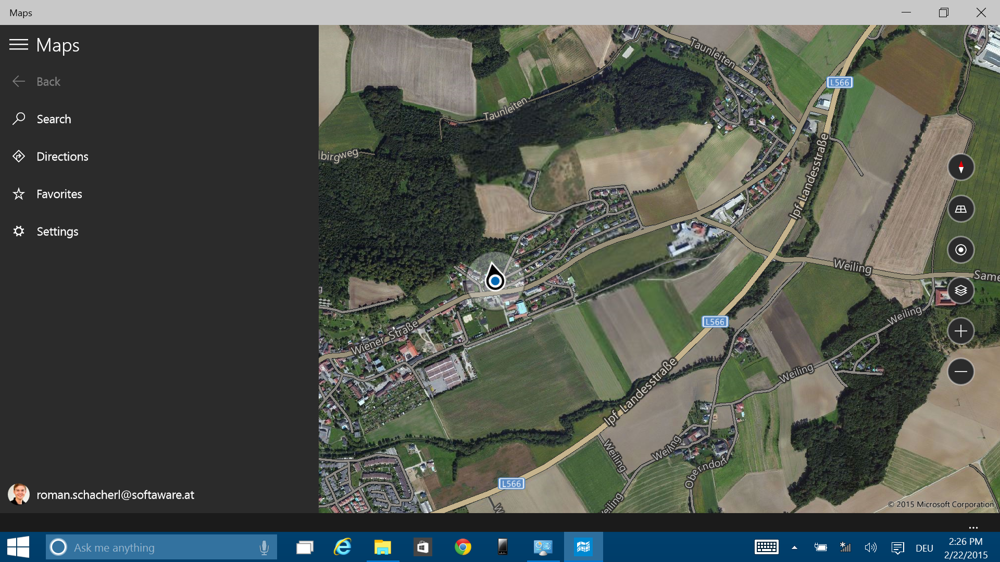 Maps
Maps
Back
Search
Directions
Favorites
Settings
roman.schacherl@softaware.at
Taunleiten
L566
Taunleiten
lbirgweg
Ipf Landesstraße
Weiling
Same
g
L566
Weiling
Wiener Straße
Weiling
Ipf Landesstraße
Weiling
Weiling
Oberndorf
L566
W
eiling
© 2015 Microsoft Corporation
...
Ask me anything
DEU
2:26 PM
2/22/2015